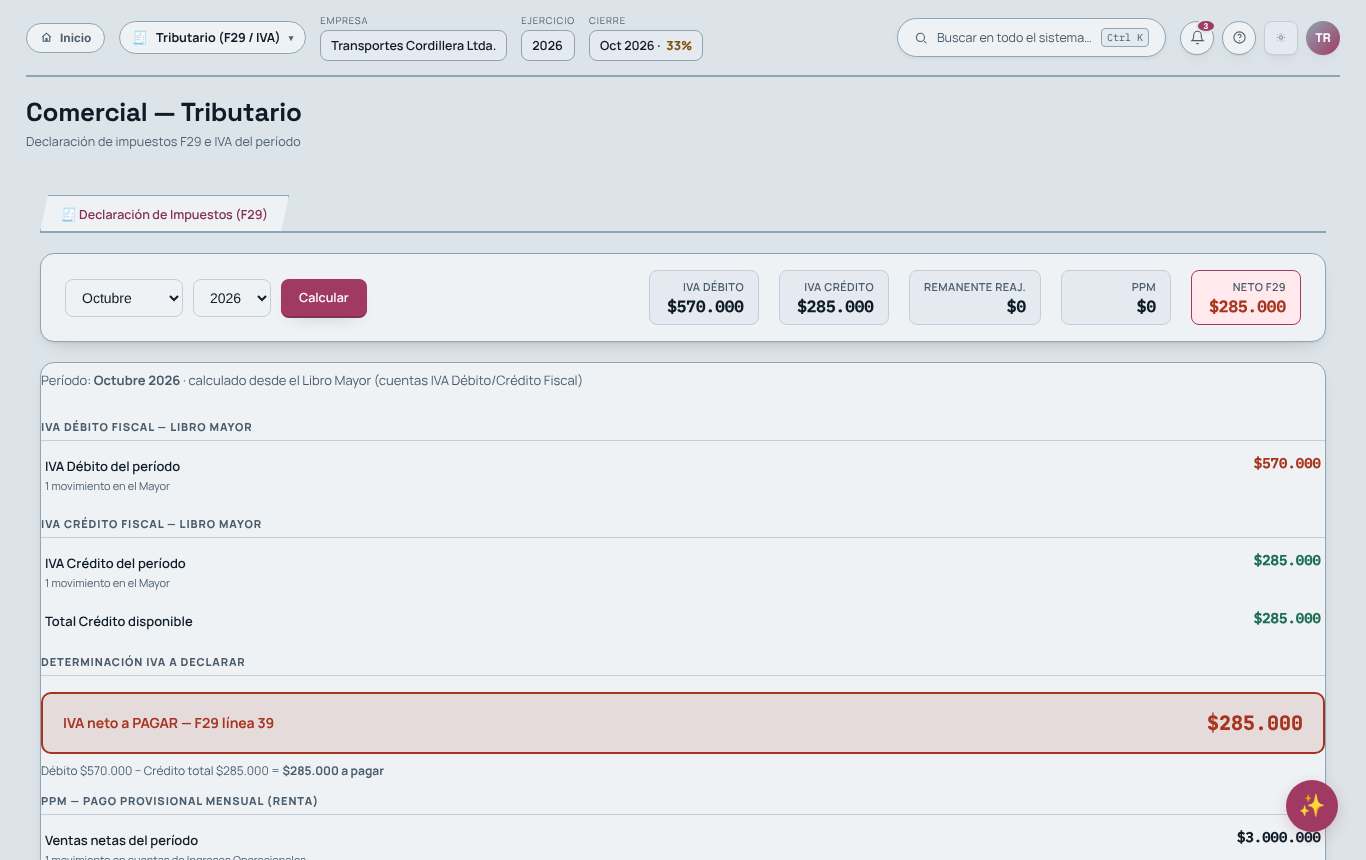 Inicio
Tributario (F29 / IVA)
EMPRESA
Transportes Cordillera Ltda.
EJERCICIO
2026
CIERRE
Oct 2026 · 33%
Buscar en todo el sistema... Ctrl K
3
TR
Comercial — Tributario
Declaración de impuestos F29 e IVA del período
Declaración de Impuestos (F29)
Octubre
2026
Calcular
IVA DÉBITO
$570.000
IVA CRÉDITO
$285.000
REMANENTE REAJ.
$0
PPM
$0
NETO F29
$285.000
Período: Octubre 2026 · calculado desde el Libro Mayor (cuentas IVA Débito/Crédito Fiscal)
IVA DÉBITO FISCAL — LIBRO MAYOR
IVA Débito del período $570.000
1 movimiento en el Mayor
IVA CRÉDITO FISCAL — LIBRO MAYOR
IVA Crédito del período $285.000
1 movimiento en el Mayor
Total Crédito disponible $285.000
DETERMINACIÓN IVA A DECLARAR
IVA neto a PAGAR — F29 línea 39 $285.000
Débito $570.000 − Crédito total $285.000 = $285.000 a pagar
PPM — PAGO PROVISIONAL MENSUAL (RENTA)
Ventas netas del período $3.000.000
1 movimiento en cuentas de Ingresos Operacionales